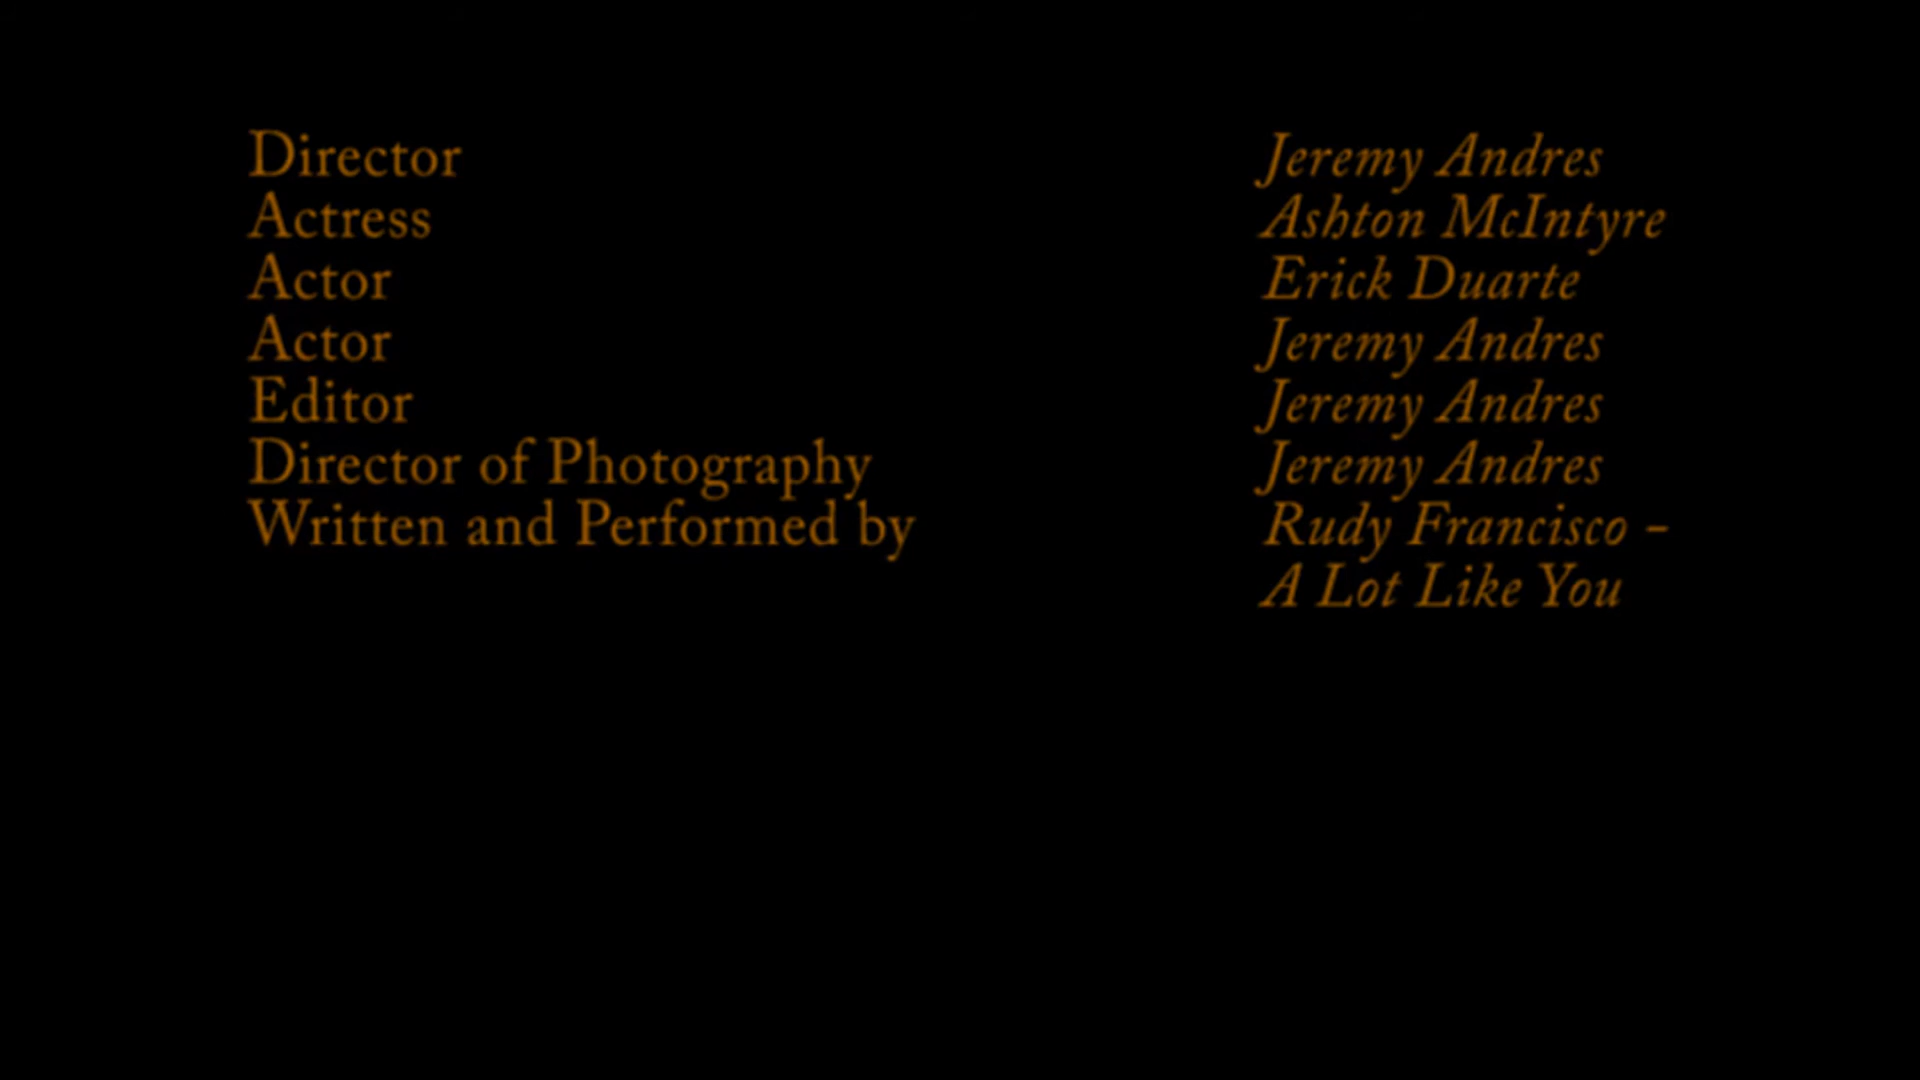 Director Jeremy Andres
Actress Ashton McIntyre
Actor Erick Duarte
Actor Jeremy Andres
Editor Jeremy Andres
Director of Photography Jeremy Andres
Written and Performed by Rudy Francisco -
A Lot Like You